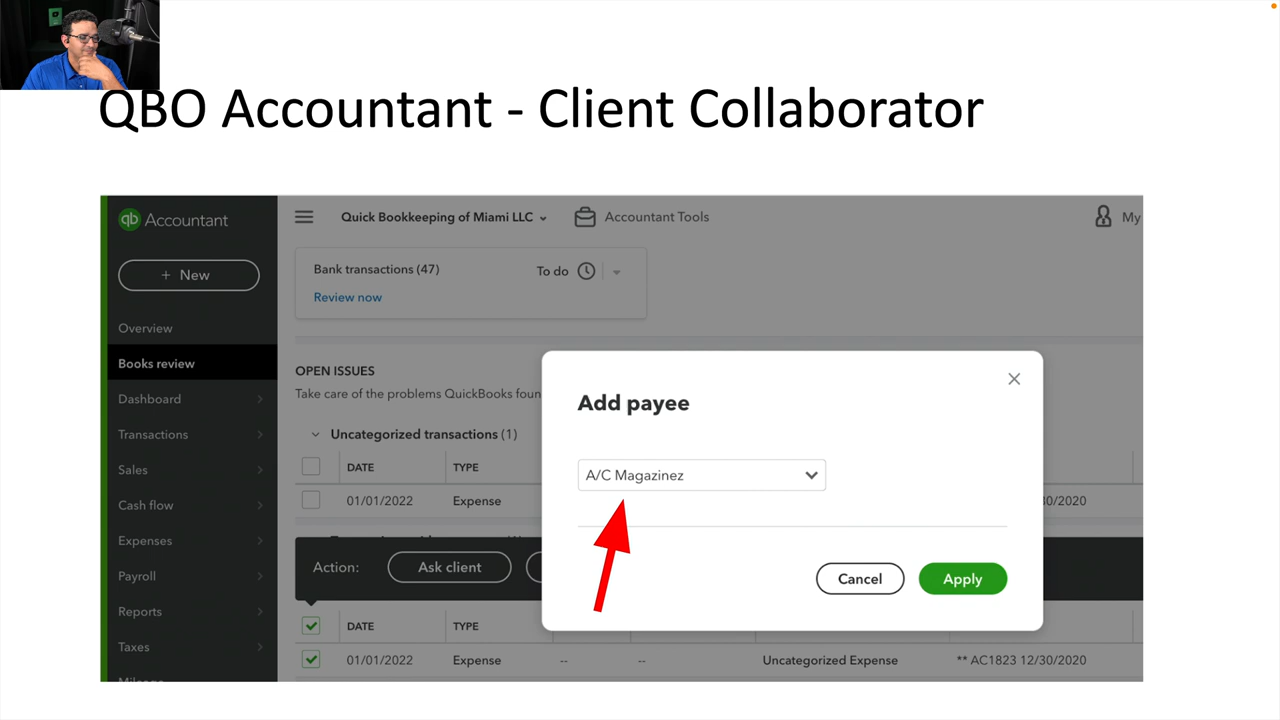 QBO Accountant - Client Collaborator
qb Accountant
Quick Bookkeeping of Miami LLC
Accountant Tools
My
+ New
Bank transactions (47)
To do
Review now
Overview
Books review
Dashboard
Transactions
Sales
Cash flow
Expenses
Payroll
Reports
Taxes
Mileage
OPEN ISSUES
Take care of the problems QuickBooks foun
Uncategorized transactions (1)
DATE TYPE
01/01/2022 Expense 30/2020
Action: Ask client
DATE TYPE
01/01/2022 Expense -- -- Uncategorized Expense ** AC1823 12/30/2020
Add payee
A/C Magazinez
Cancel Apply